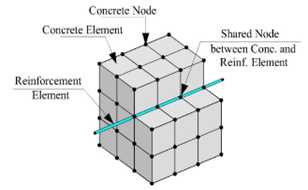 Concrete Node
Concrete Element
Shared Node
between Conc. and
Reinf. Element
Reinforcement
Element